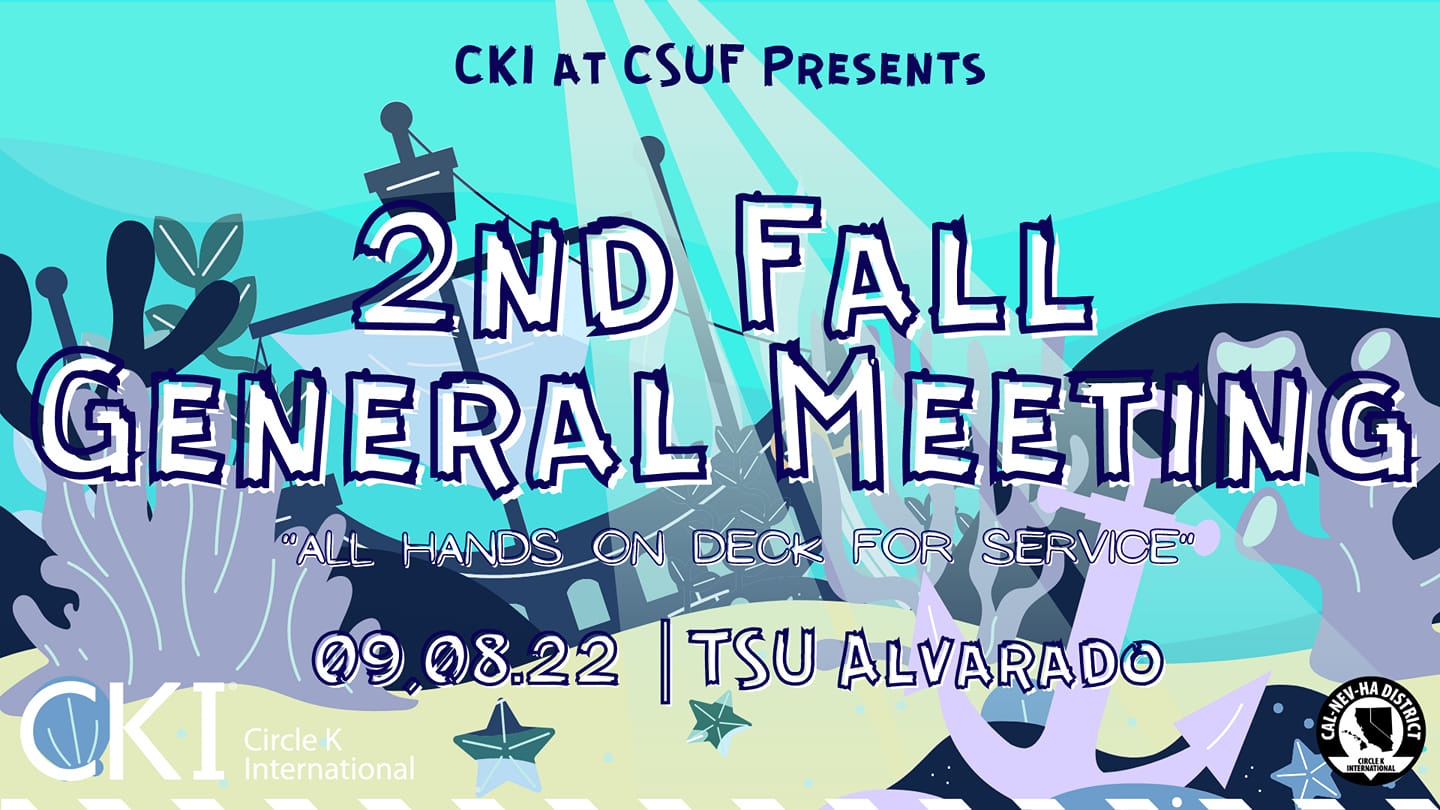 CKI at CSUF Presents
2nd Fall
General Meeting
"ALL HANDS ON DECK FOR SERVICE"
09.08.22 | TSU Alvarado
CKI®
Circle K
International
CAL-NEV-HA DISTRICT
CIRCLE K
INTERNATIONAL